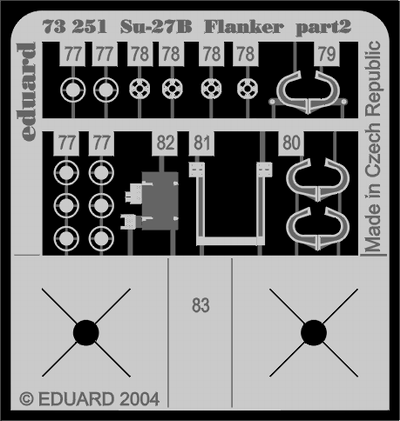 73 251 Su-27B Flanker part2
eduard
77 77 78 78 78 78 79
77 77 82 81 80
Made in Czech Republic
83
© EDUARD 2004